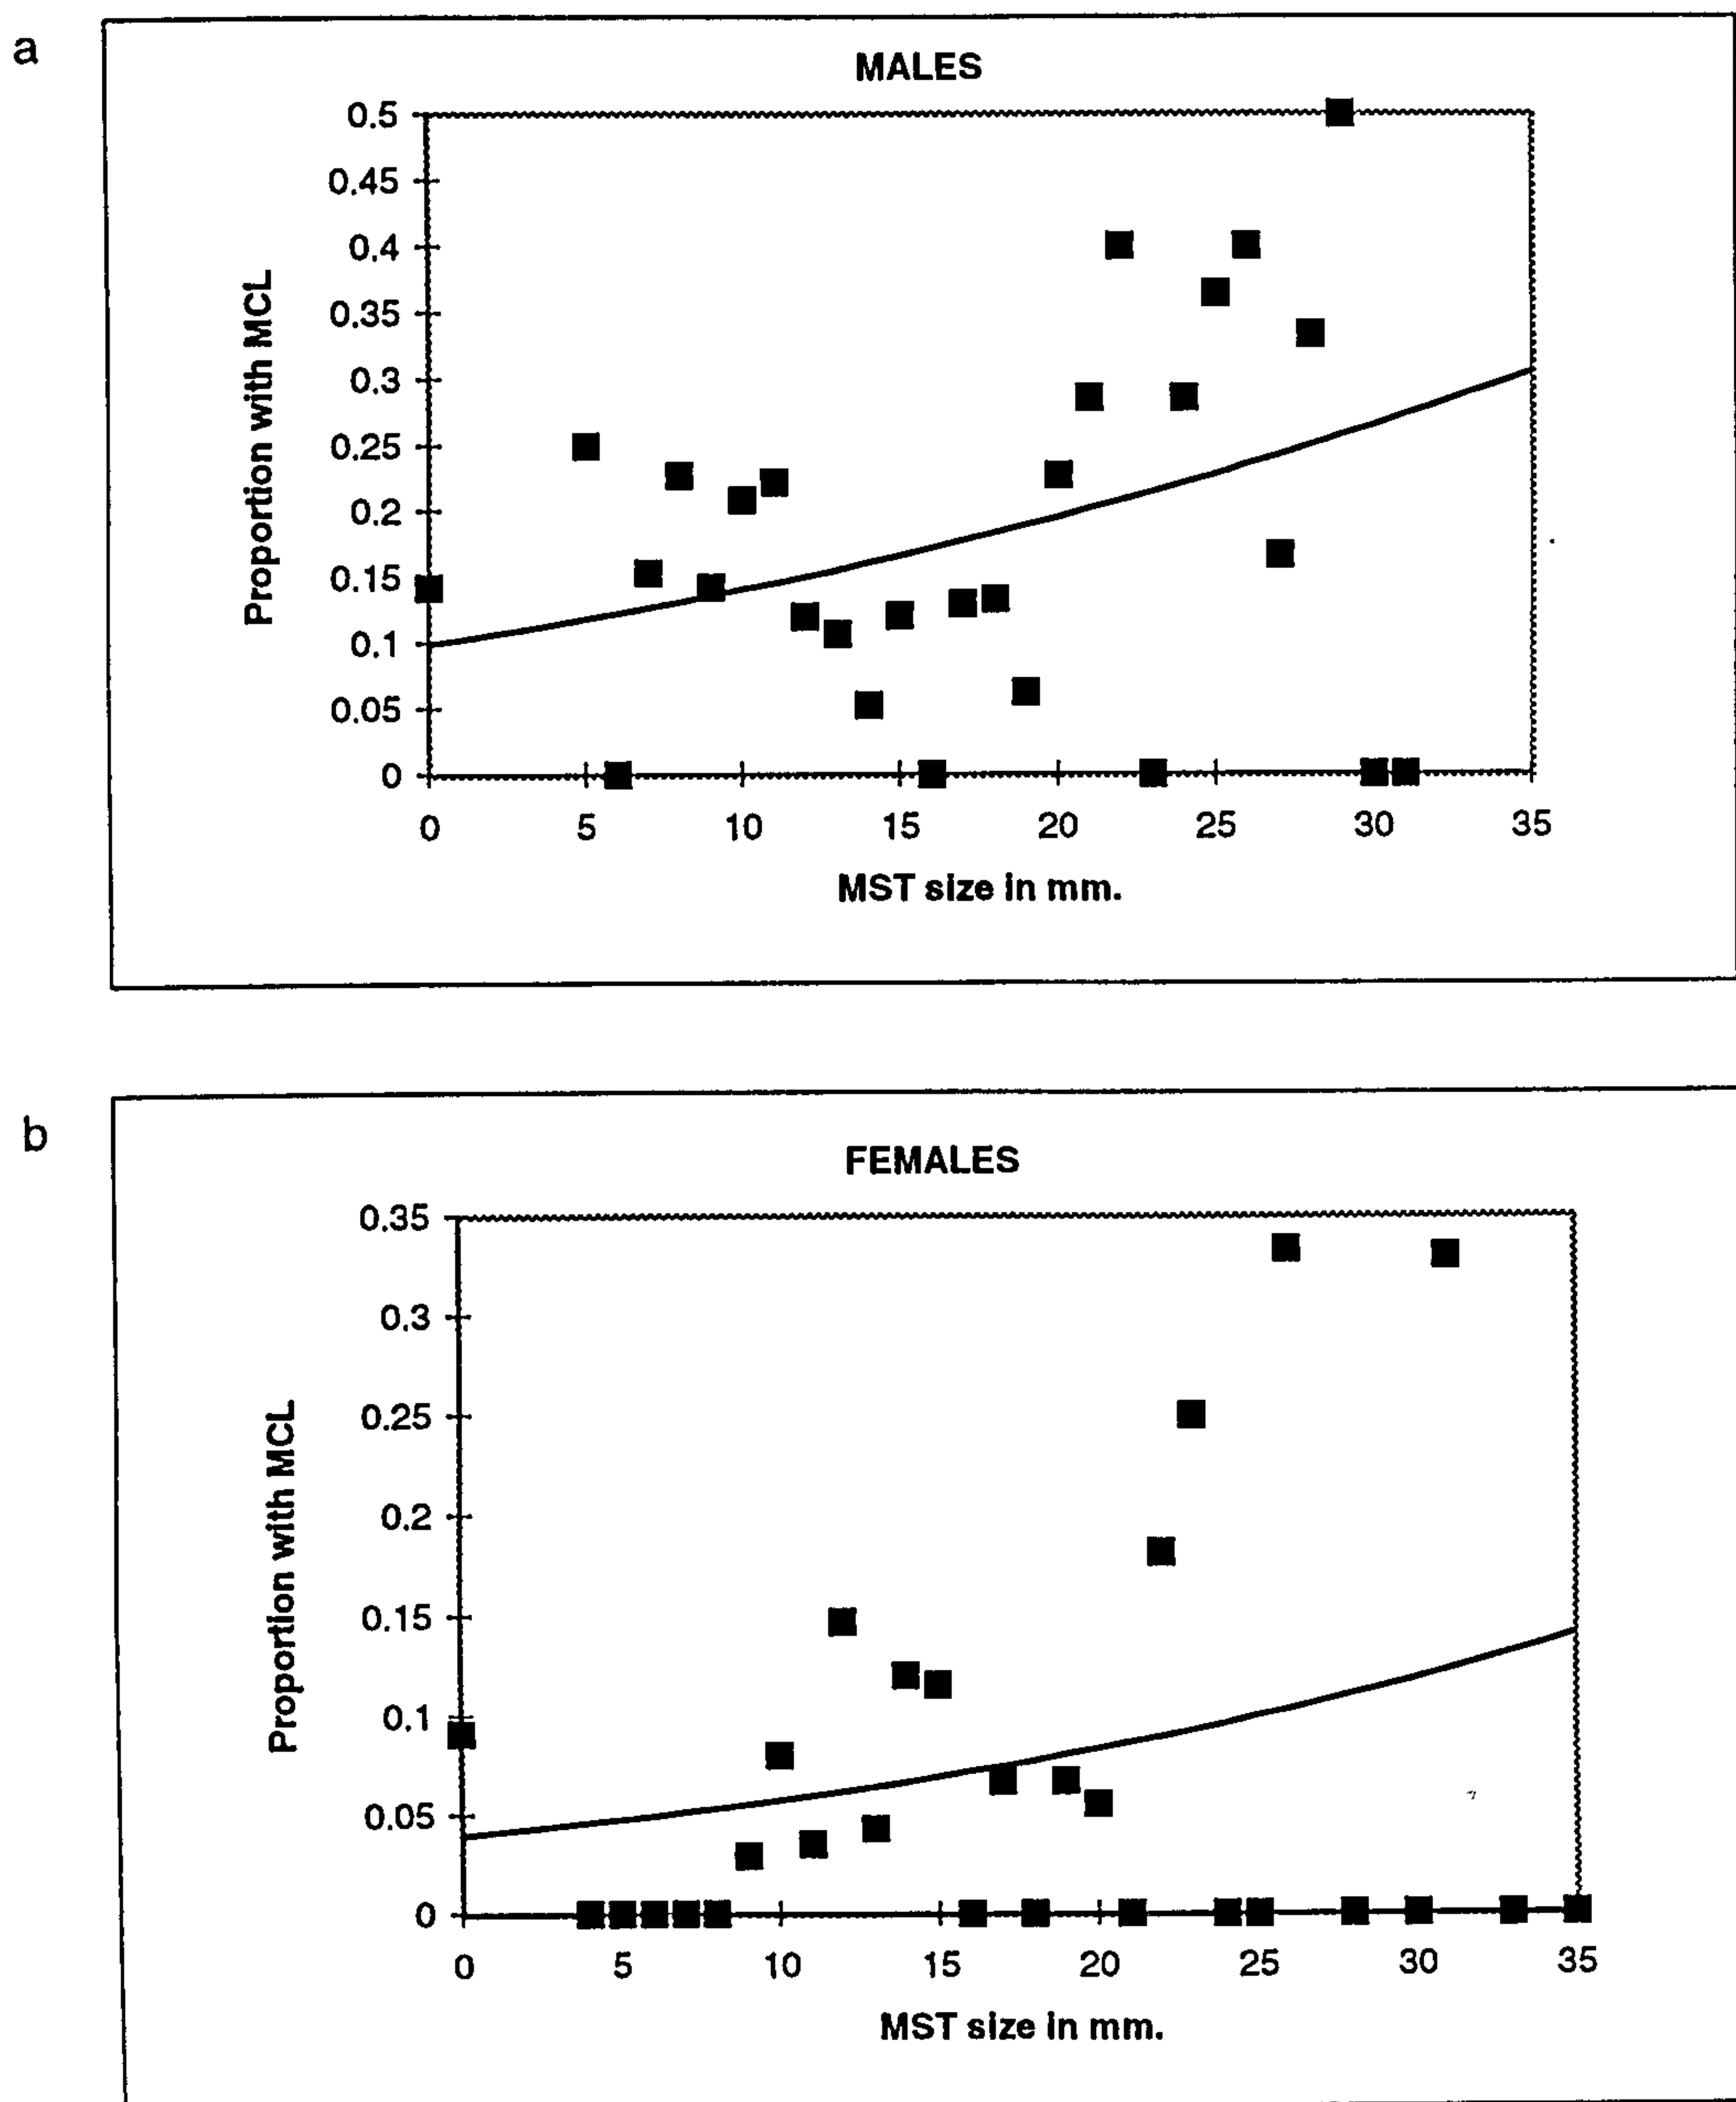 a
MALES
Proportion with MCL
0.5
0.45
0.4
0.35
0.3
0.25
0.2
0.15
0.1
0.05
0
0 5 10 15 20 25 30 35
MST size in mm.
b
FEMALES
Proportion with MCL
0.35
0.3
0.25
0.2
0.15
0.1
0.05
0
0 5 10 15 20 25 30 35
MST size in mm.